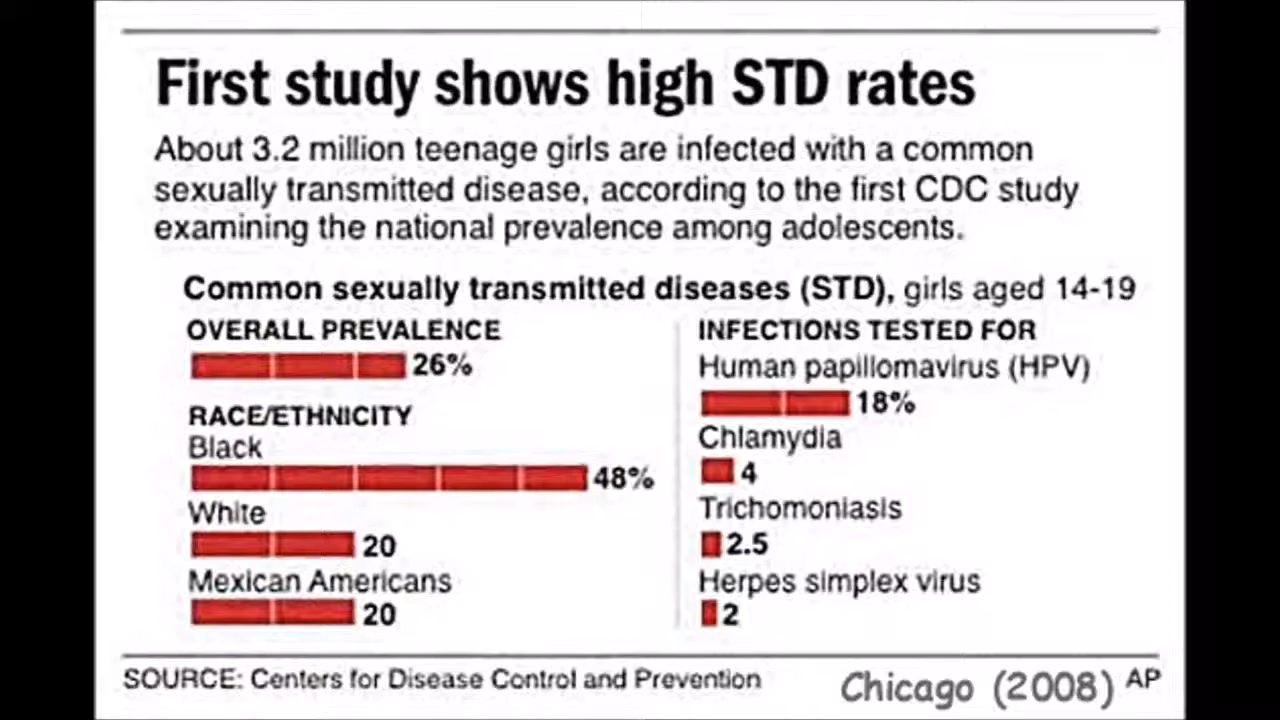 First study shows high STD rates
About 3.2 million teenage girls are infected with a common
sexually transmitted disease, according to the first CDC study
examining the national prevalence among adolescents.
Common sexually transmitted diseases (STD), girls aged 14-19
OVERALL PREVALENCE
26%
RACE/ETHNICITY
Black
48%
White
20
Mexican Americans
20
INFECTIONS TESTED FOR
Human papillomavirus (HPV)
18%
Chlamydia
4
Trichomoniasis
2.5
Herpes simplex virus
2
SOURCE: Centers for Disease Control and Prevention
Chicago (2008)
AP